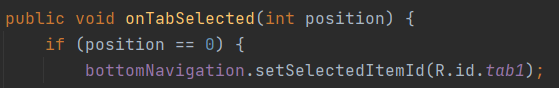 public void onTabSelected(int position) {
if (position == 0) {
bottomNavigation.setSelectedItemId(R.id.tab1);